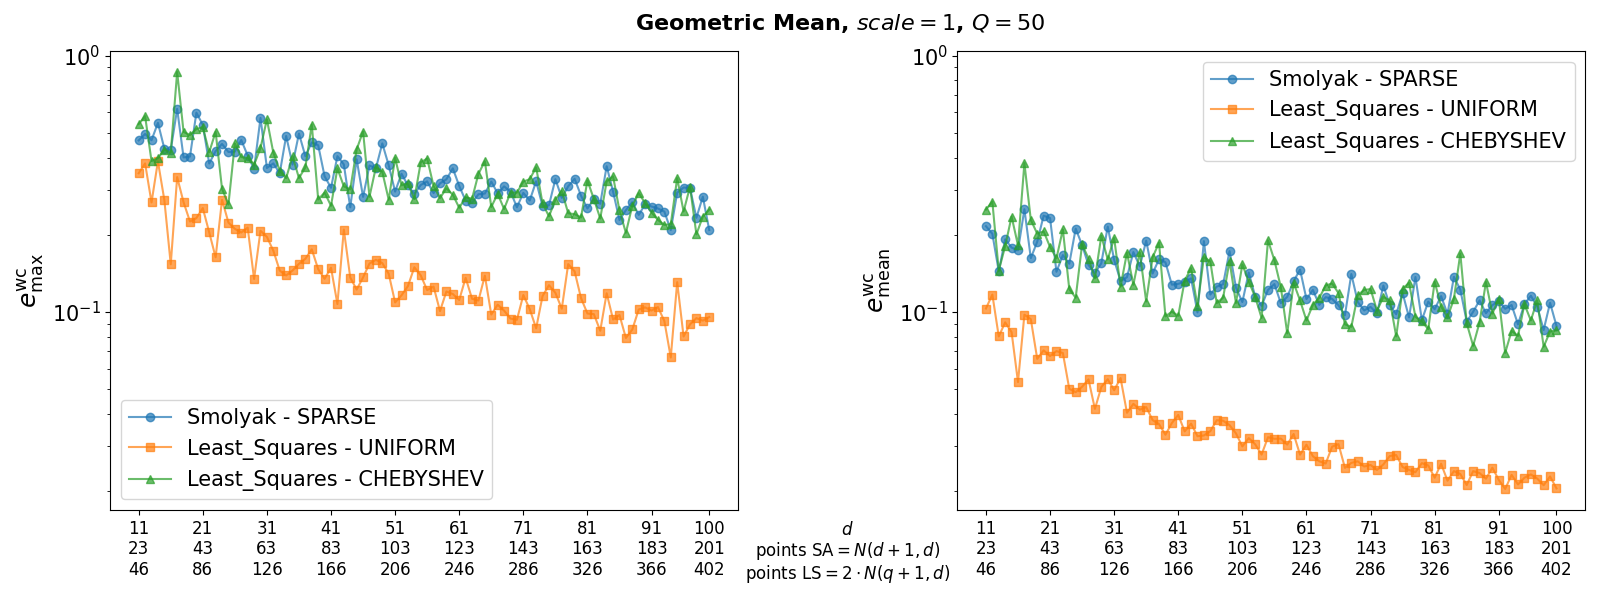 Geometric Mean, scale = 1, Q = 50
10⁰
10⁻¹
e^wc_max
Smolyak - SPARSE
Least_Squares - UNIFORM
Least_Squares - CHEBYSHEV
11 21 31 41 51 61 71 81 91 100
23 43 63 83 103 123 143 163 183 201
46 86 126 166 206 246 286 326 366 402
d
points SA = N(d + 1, d)
points LS = 2 · N(q + 1, d)
10⁰
10⁻¹
e^wc_mean
Smolyak - SPARSE
Least_Squares - UNIFORM
Least_Squares - CHEBYSHEV
11 21 31 41 51 61 71 81 91 100
23 43 63 83 103 123 143 163 183 201
46 86 126 166 206 246 286 326 366 402